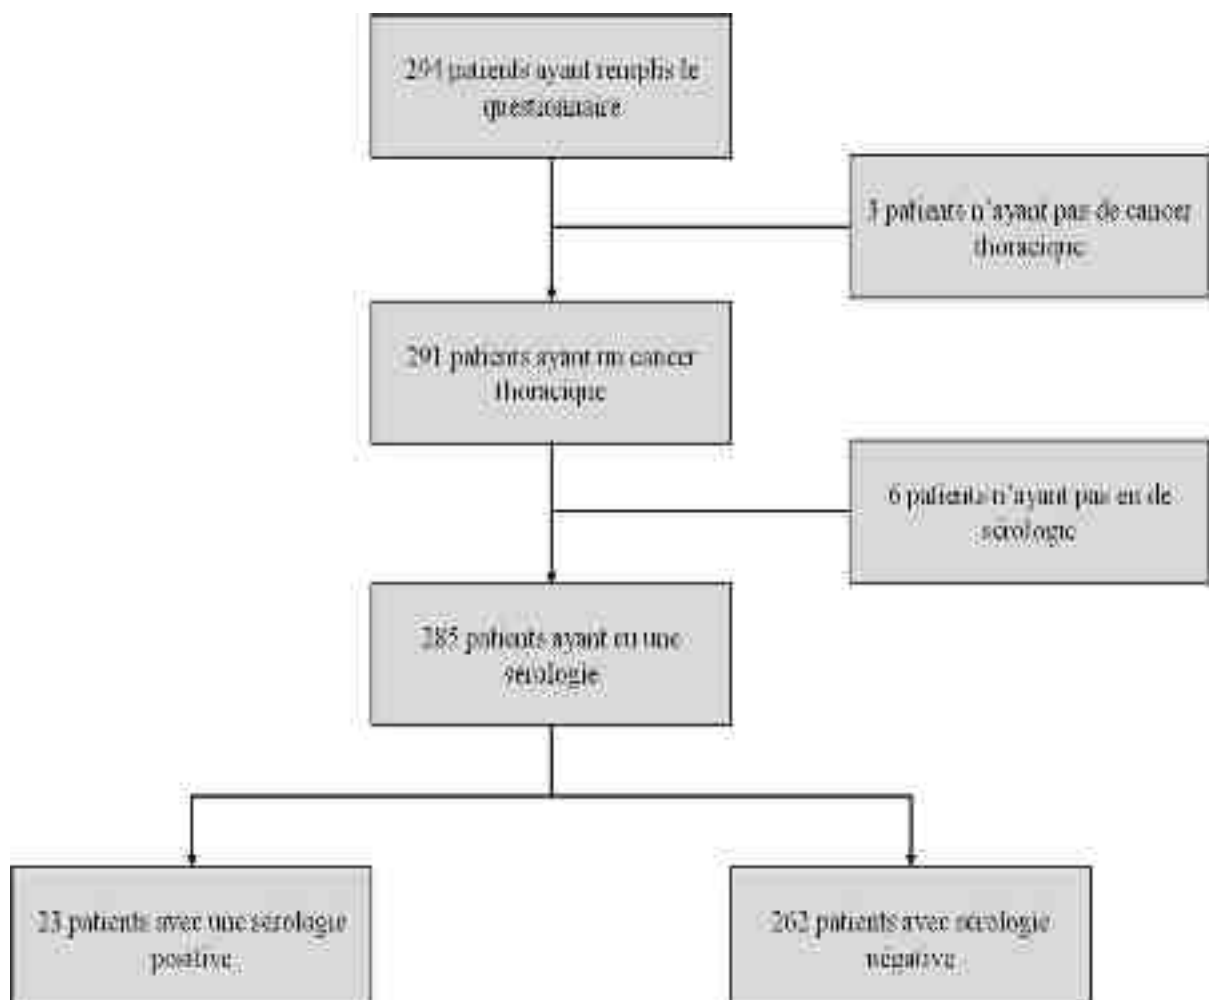 294 patients ayant remplis le
questionnaire
3 patients n'ayant pas de cancer
thoracique
291 patients ayant un cancer
thoracique
6 patients n'ayant pas eu de
sérologie
285 patients ayant eu une
sérologie
23 patients avec une sérologie
positive
262 patients avec sérologie
négative